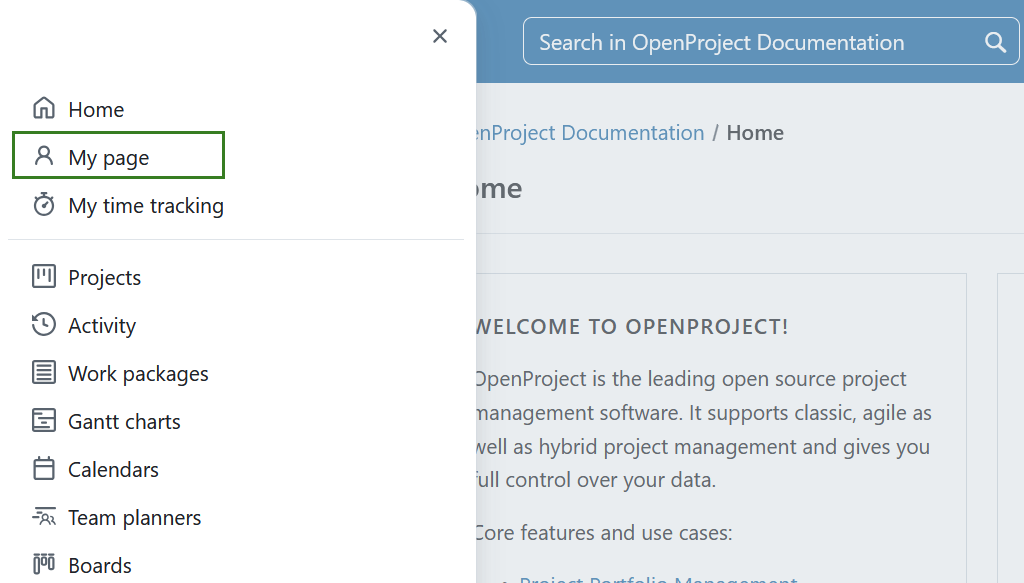 Search in OpenProject Documentation
Home
My page
My time tracking
Projects
Activity
Work packages
Gantt charts
Calendars
Team planners
Boards
Documentation / Home
WELCOME TO OPENPROJECT!
OpenProject is the leading open source project
management software. It supports classic, agile as
well as hybrid project management and gives you
full control over your data.
Core features and use cases:
Project Portfolio Management